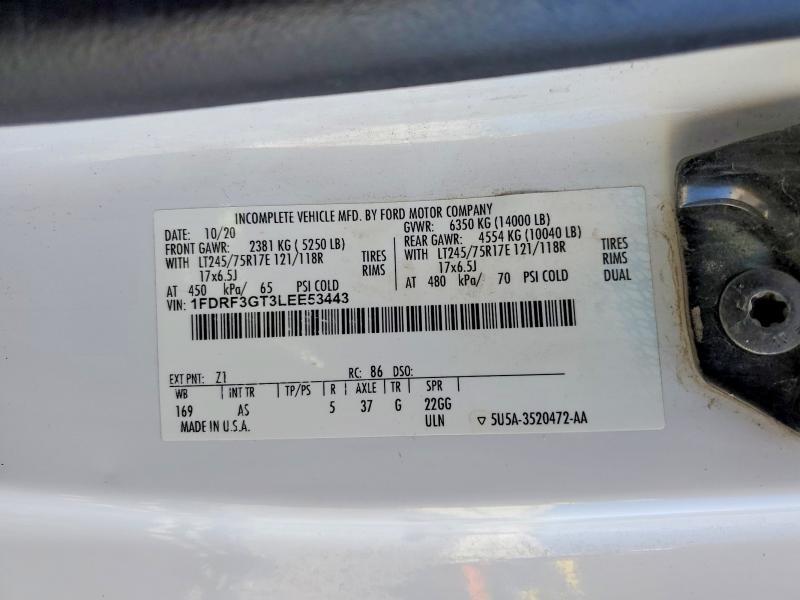 INCOMPLETE VEHICLE MFD. BY FORD MOTOR COMPANY
DATE: 10/20 GVWR: 6350 KG (14000 LB)
FRONT GAWR: 2381 KG ( 5250 LB) REAR GAWR: 4554 KG (10040 LB)
WITH LT245/75R17E 121/118R TIRES WITH LT245/75R17E 121/118R TIRES
17x6.5J RIMS 17x6.5J RIMS
AT 450 kPa/ 65 PSI COLD AT 480 kPa/ 70 PSI COLD DUAL
VIN: 1FDRF3GT3LEE53443
EXT PNT: Z1 RC: 86 DSO:
WB INT TR TP/PS R AXLE TR SPR
169 AS 5 37 G 22GG
MADE IN U.S.A. ULN ▽ 5U5A-3520472-AA